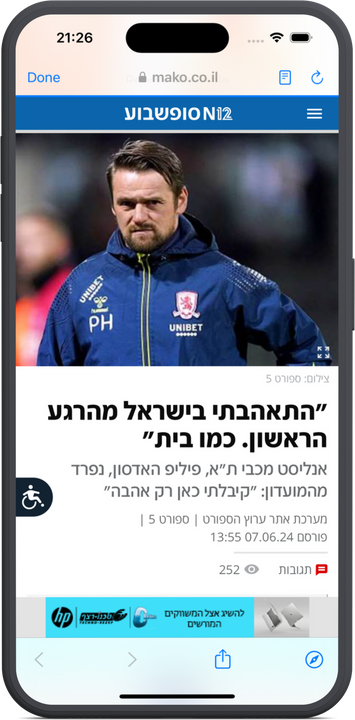 21:26
Done
mako.co.il
סופשבוע N12
UNIBET
PH
UNIBET
צילום: ספורט 5
"התאהבתי בישראל מהרגע
הראשון. כמו בית"
אנליסט מכבי ת"א, פיליפ האדסון, נפרד
מהמועדון: "קיבלתי כאן רק אהבה"
מערכת אתר ערוץ הספורט | ספורט 5 |
פורסם 07.06.24 13:55
תגובות
252
hp
להשיג אצל המשווקים
המורשים